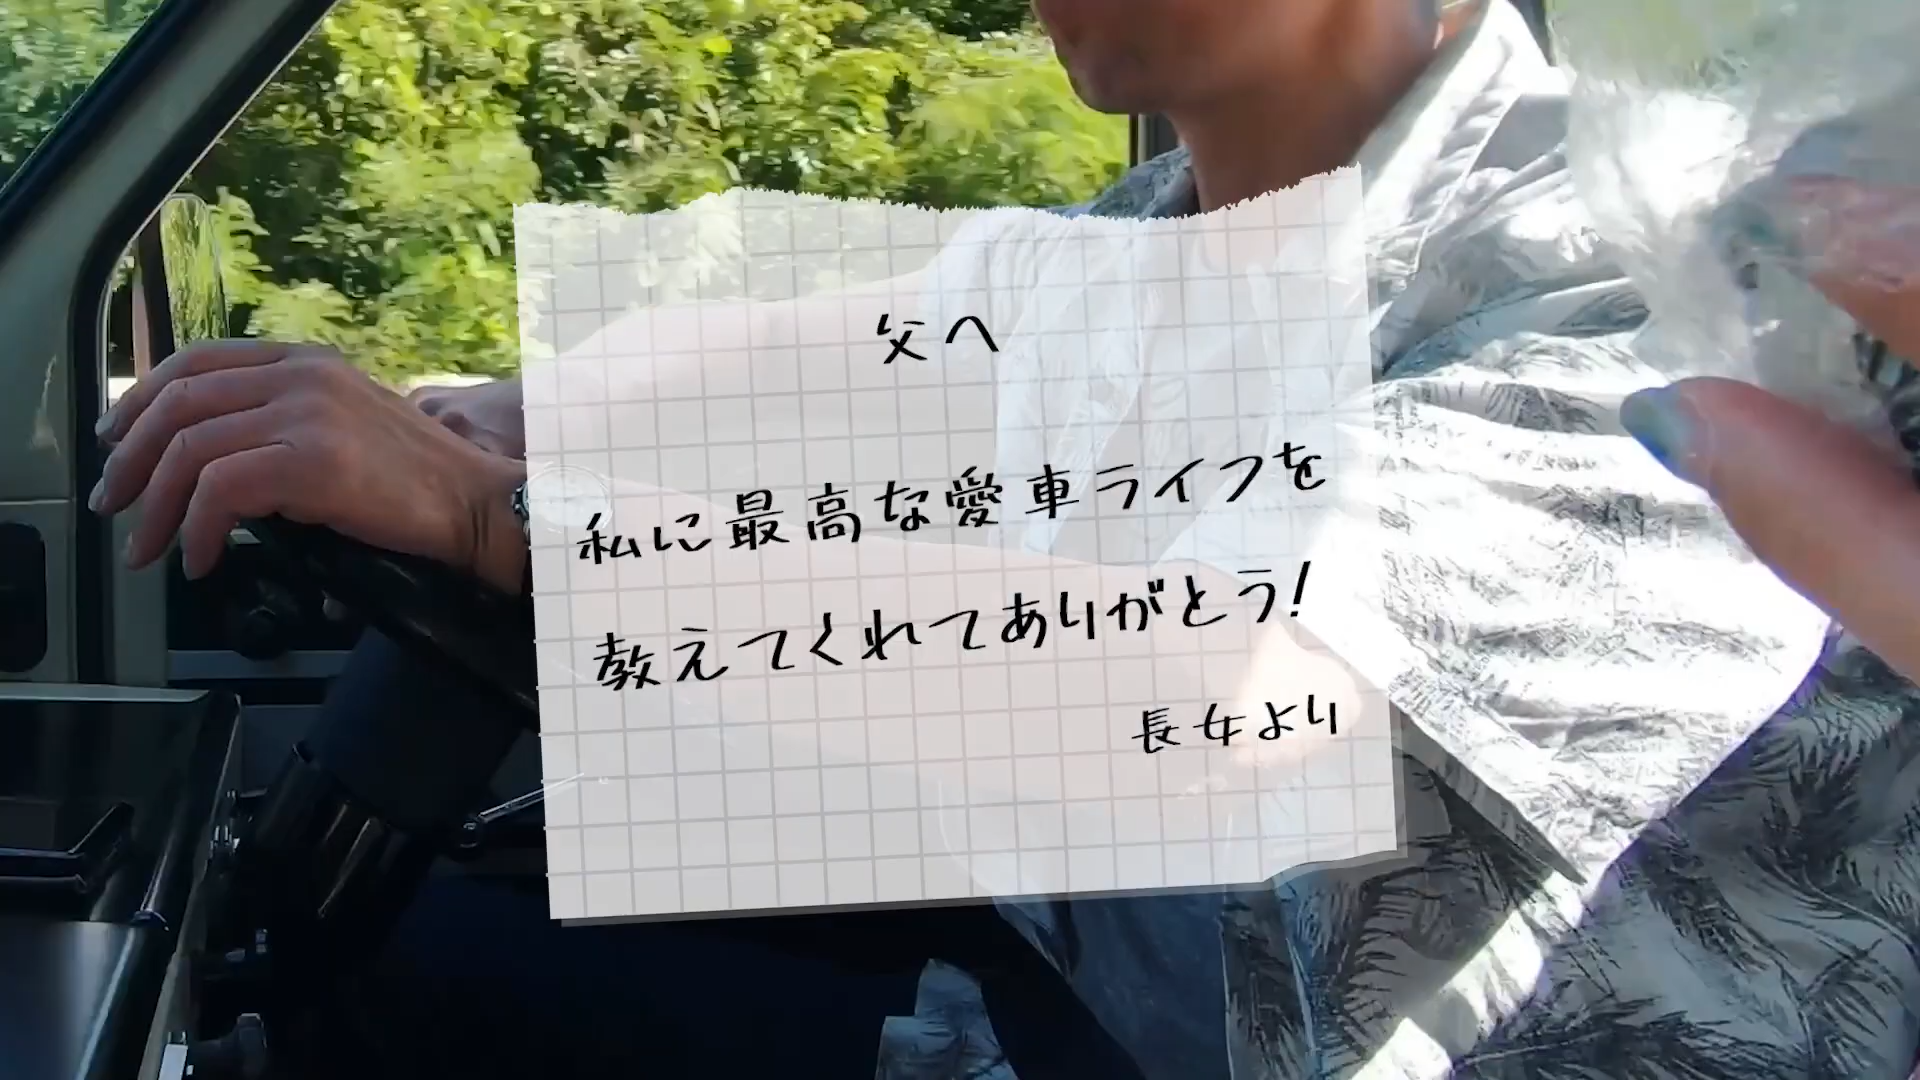 父へ
私に最高な愛車ライフを
教えてくれてありがとう!
長女より